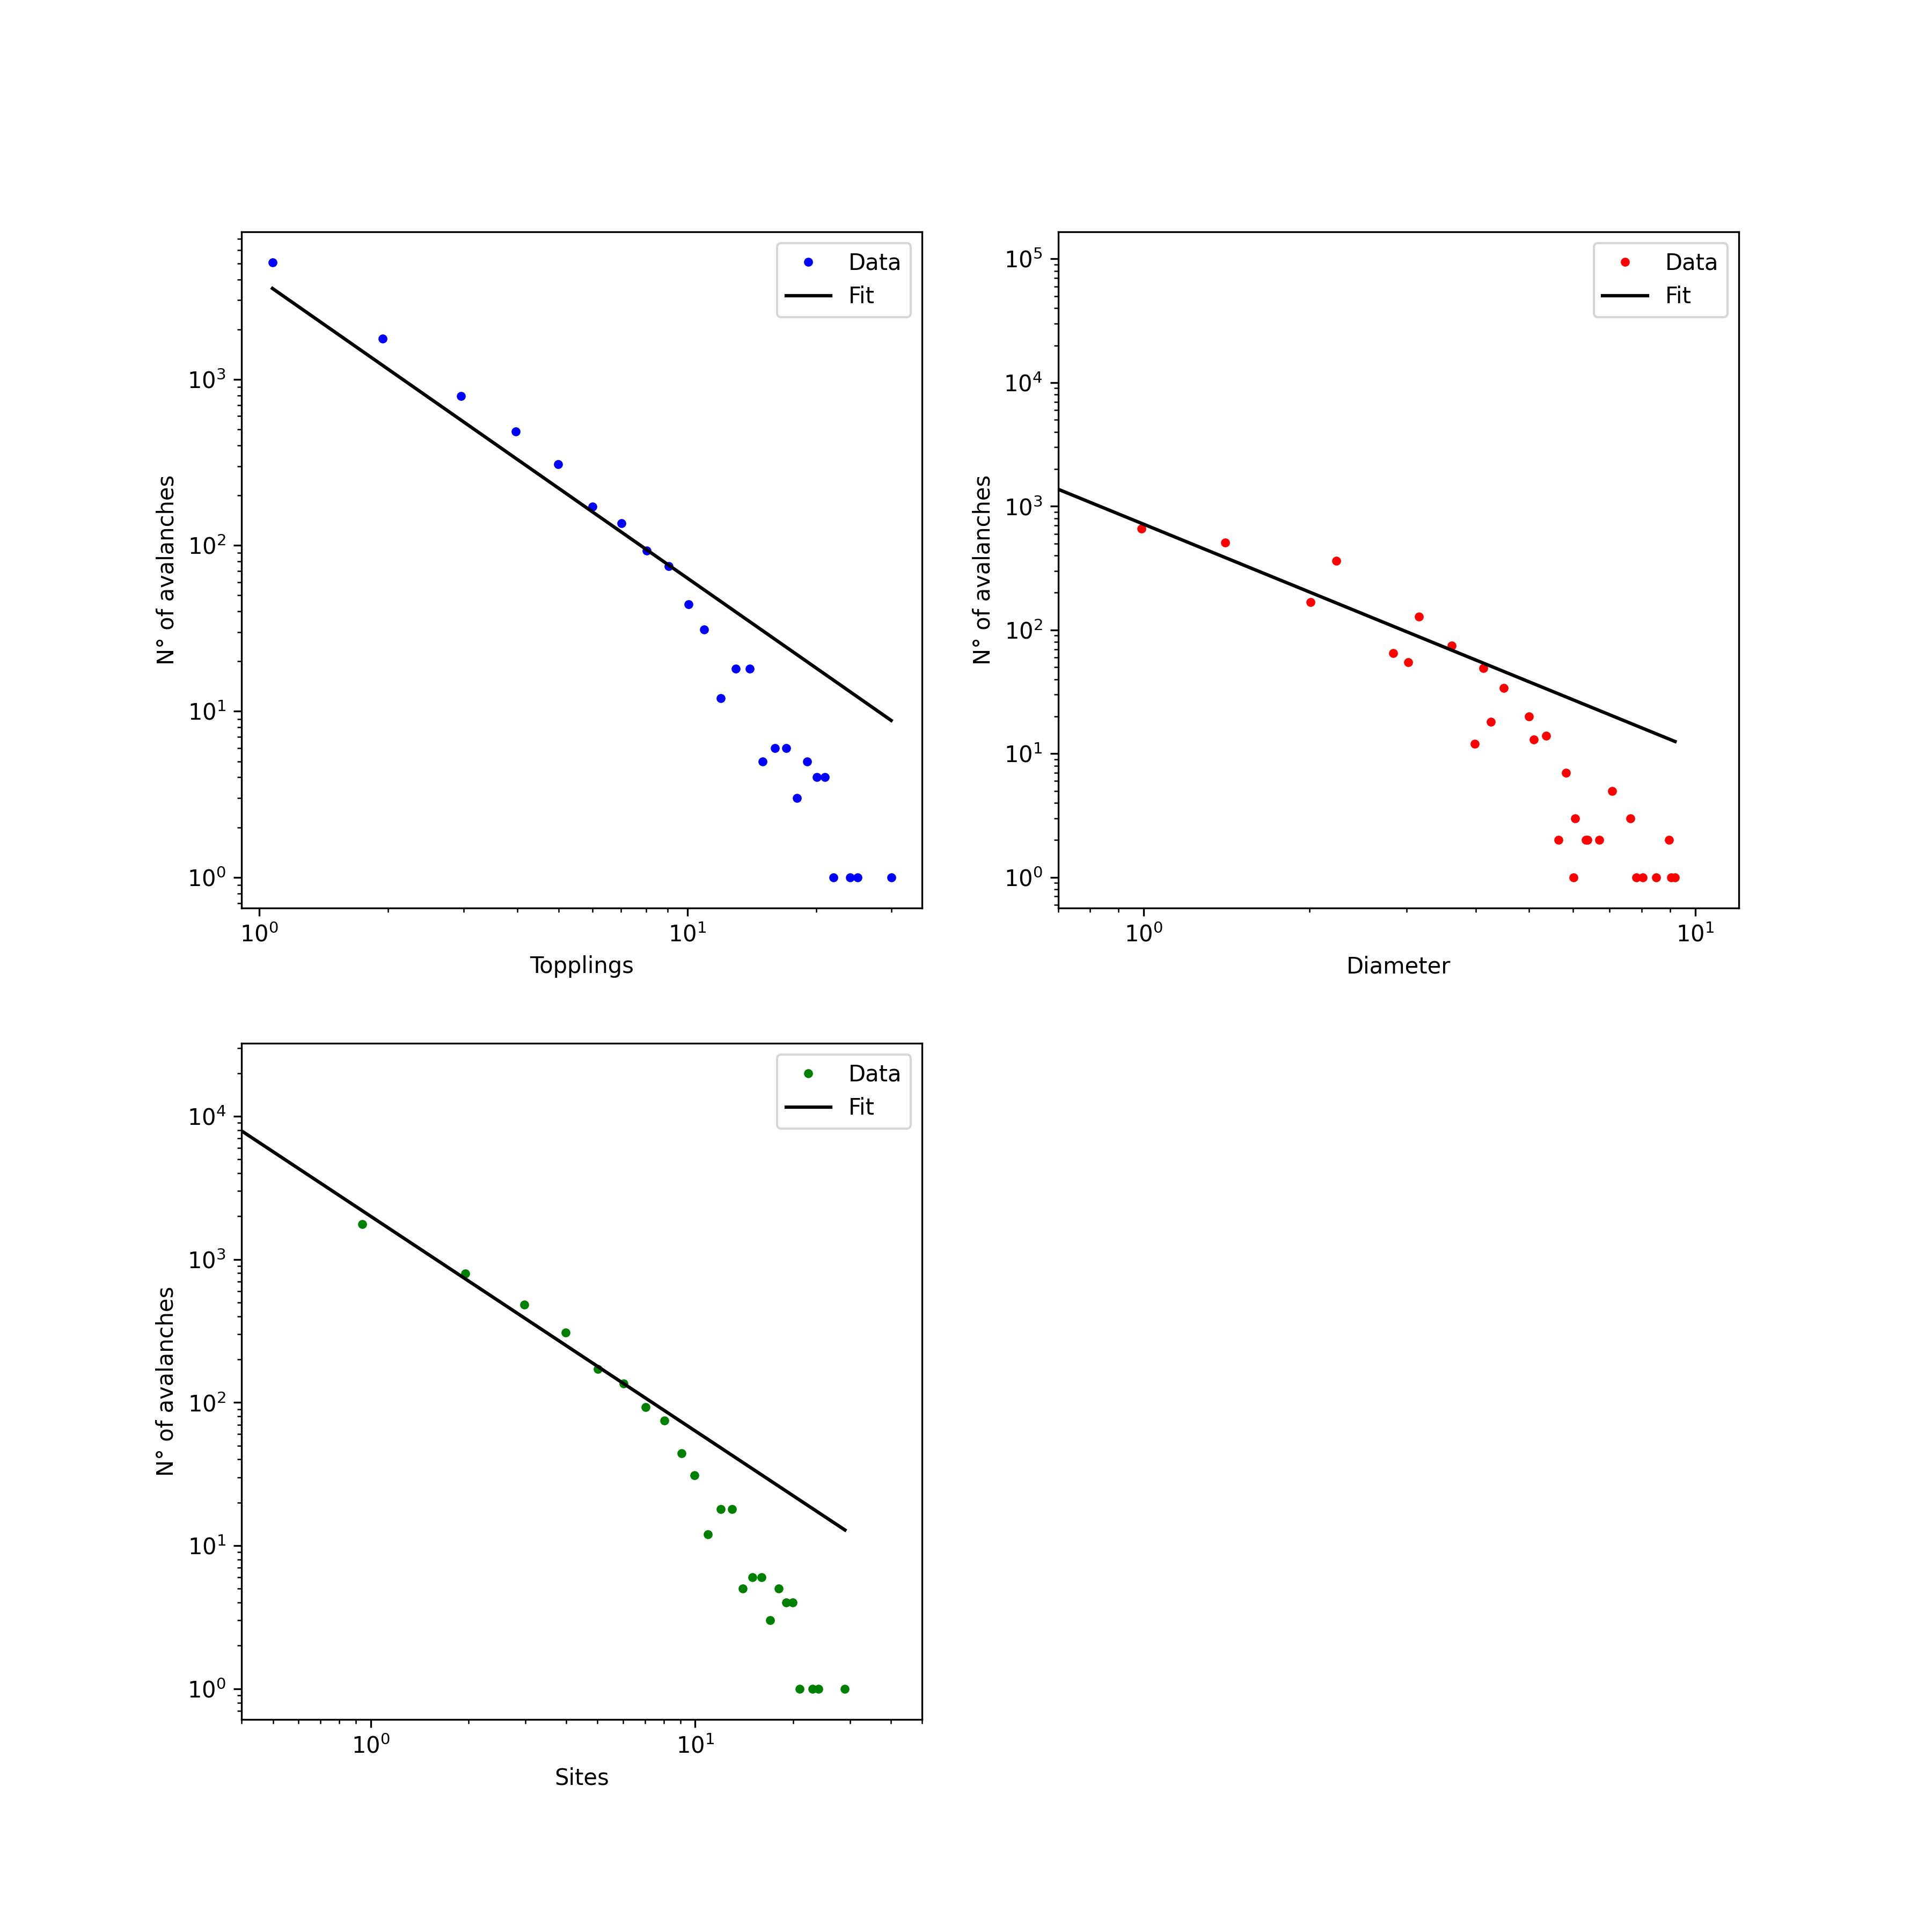 Data
Fit
10³
10²
10¹
10⁰
N° of avalanches
10⁰ 10¹
Topplings
Data
Fit
10⁵
10⁴
10³
10²
10¹
10⁰
N° of avalanches
10⁰ 10¹
Diameter
Data
Fit
10⁴
10³
10²
10¹
10⁰
N° of avalanches
10⁰ 10¹
Sites